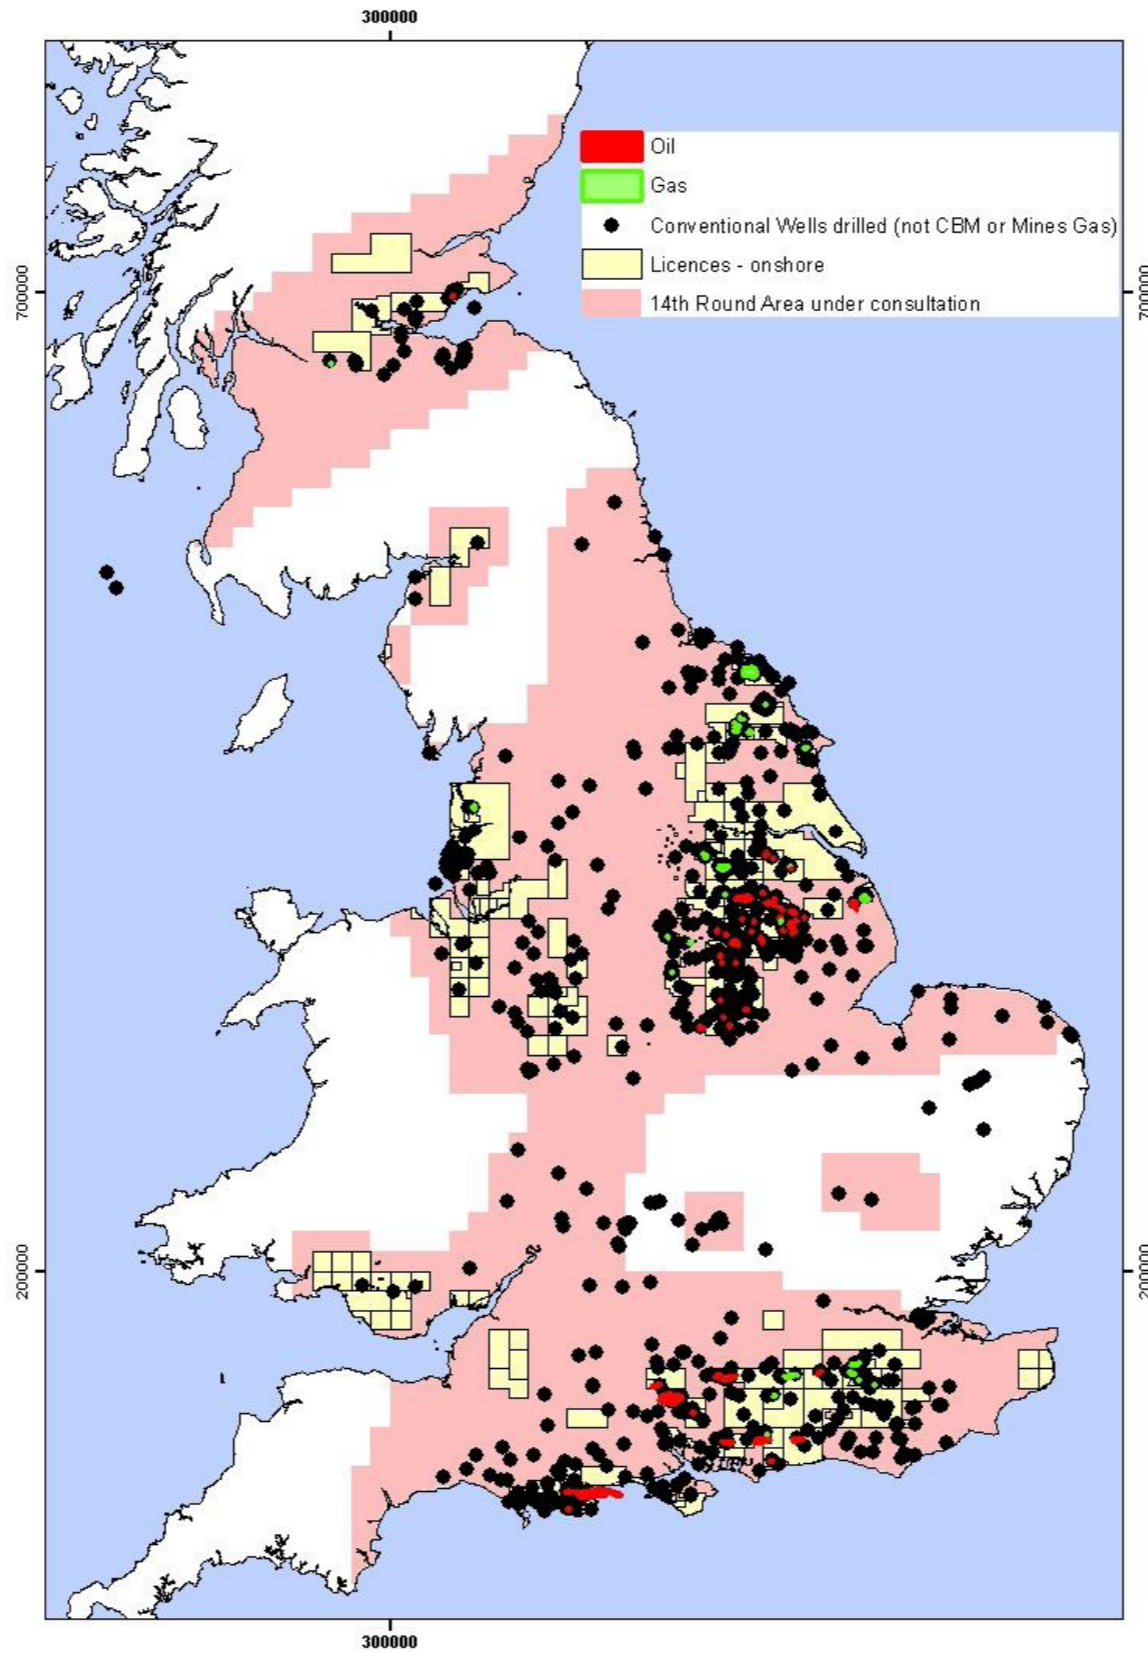 300000
Oil
Gas
Conventional Wells drilled (not CBM or Mines Gas)
Licences - onshore
14th Round Area under consultation
700000
700000
200000
200000
300000